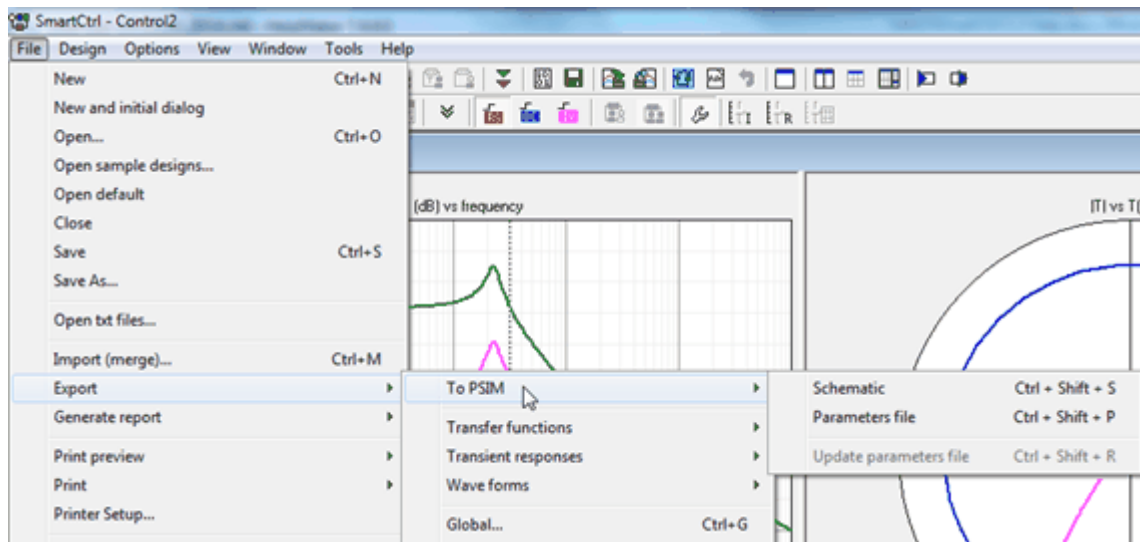 SmartCtrl - Control2
File Design Options View Window Tools Help
New Ctrl+N
New and initial dialog
Open... Ctrl+O
Open sample designs...
Open default
Close
Save Ctrl+S
Save As...
Open txt files...
Import (merge)... Ctrl+M
Export
Generate report
Print preview
Print
Printer Setup...
(dB) vs frequency
|T| vs T(
To PSIM
Transfer functions
Transient responses
Wave forms
Global... Ctrl+G
Schematic Ctrl + Shift + S
Parameters file Ctrl + Shift + P
Update parameters file Ctrl + Shift + R